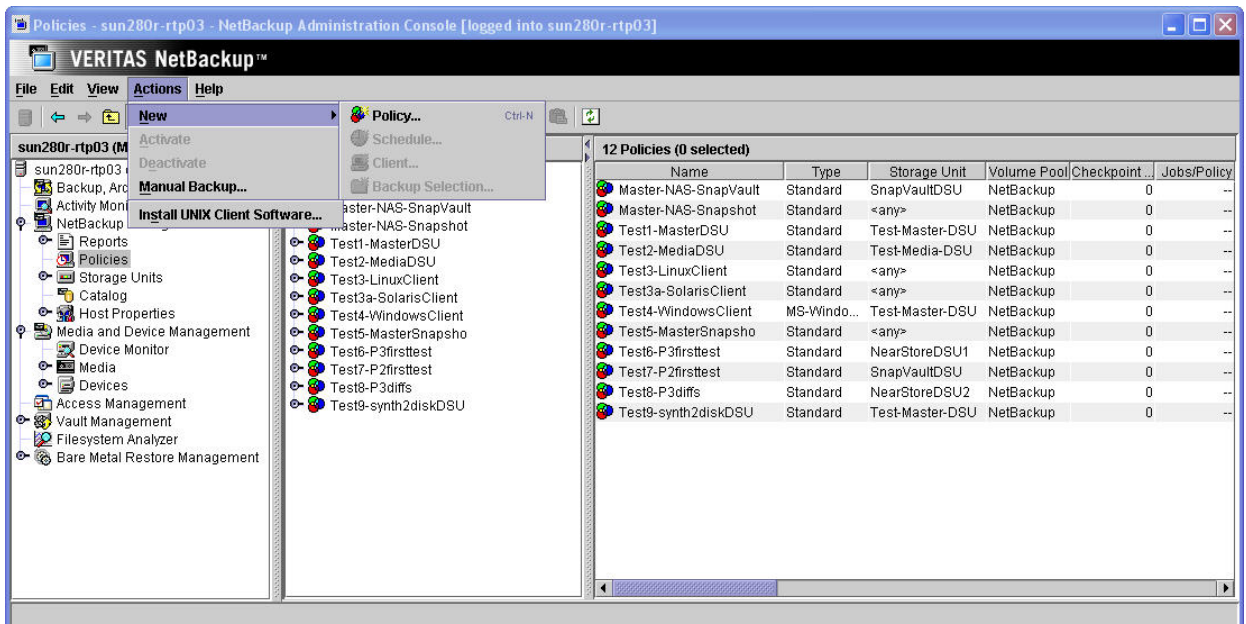 Policies - sun280r-rtp03 - NetBackup Administration Console [logged into sun280r-rtp03]
VERITAS NetBackup™
File Edit View Actions Help
New
Activate
Deactivate
Manual Backup...
Install UNIX Client Software...
Policy... Ctrl-N
Schedule...
Client...
Backup Selection...
sun280r-rtp03 (M
sun280r-rtp03
Backup, Arc
Activity Moni
NetBackup
Reports
Policies
Storage Units
Catalog
Host Properties
Media and Device Management
Device Monitor
Media
Devices
Access Management
Vault Management
Filesystem Analyzer
Bare Metal Restore Management
aster-NAS-SnapVault
Master-NAS-Snapshot
Test1-MasterDSU
Test2-MediaDSU
Test3-LinuxClient
Test3a-SolarisClient
Test4-WindowsClient
Test5-MasterSnapsho
Test6-P3firsttest
Test7-P2firsttest
Test8-P3diffs
Test9-synth2diskDSU
12 Policies (0 selected)
Name Type Storage Unit Volume Pool Checkpoint ... Jobs/Policy
Master-NAS-SnapVault Standard SnapVaultDSU NetBackup 0 --
Master-NAS-Snapshot Standard <any> NetBackup 0 --
Test1-MasterDSU Standard Test-Master-DSU NetBackup 0 --
Test2-MediaDSU Standard Test-Media-DSU NetBackup 0 --
Test3-LinuxClient Standard <any> NetBackup 0 --
Test3a-SolarisClient Standard <any> NetBackup 0 --
Test4-WindowsClient MS-Windo... Test-Master-DSU NetBackup 0 --
Test5-MasterSnapsho Standard <any> NetBackup 0 --
Test6-P3firsttest Standard NearStoreDSU1 NetBackup 0 --
Test7-P2firsttest Standard SnapVaultDSU NetBackup 0 --
Test8-P3diffs Standard NearStoreDSU2 NetBackup 0 --
Test9-synth2diskDSU Standard Test-Master-DSU NetBackup 0 --